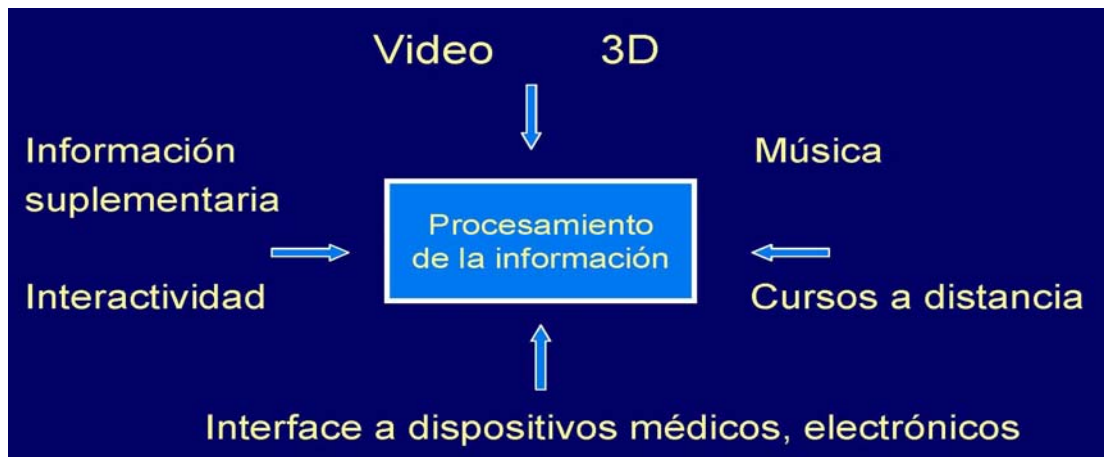 Video 3D
Información
suplementaria
Música
Procesamiento
de la información
Interactividad
Cursos a distancia
Interface a dispositivos médicos, electrónicos